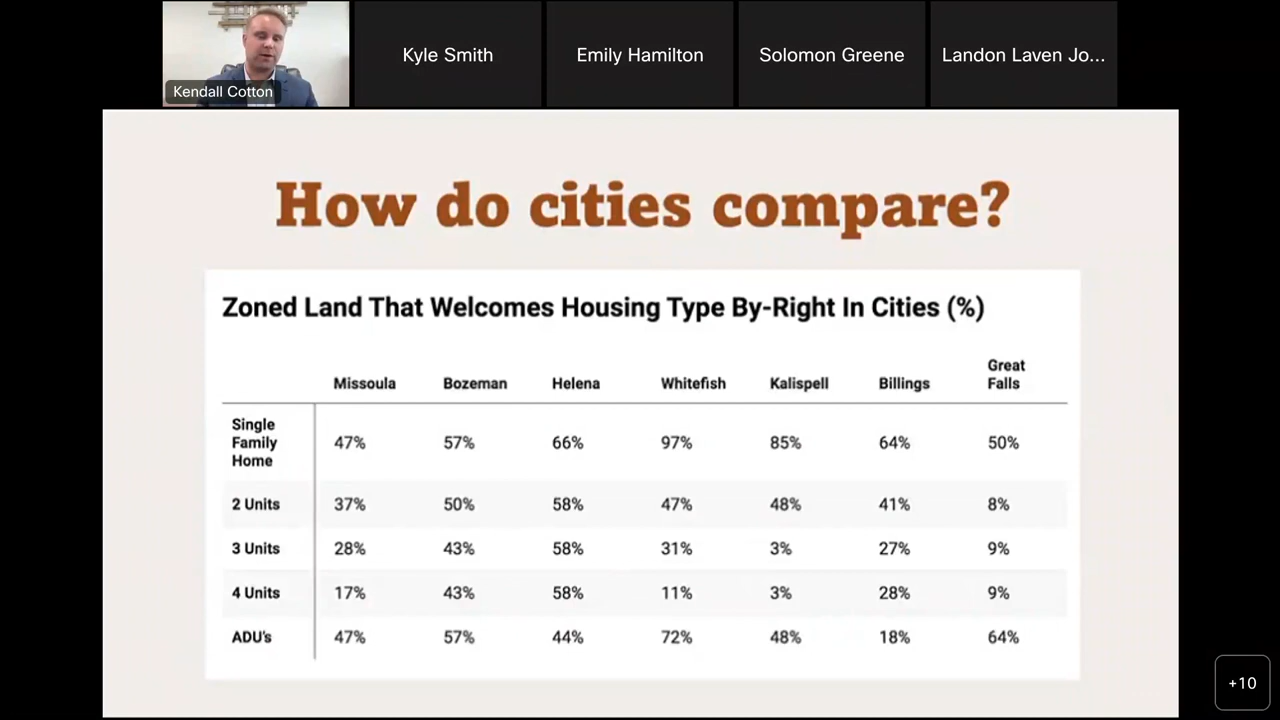 Kendall Cotton
Kyle Smith
Emily Hamilton
Solomon Greene
Landon Laven Jo...
How do cities compare?
Zoned Land That Welcomes Housing Type By-Right In Cities (%)
Missoula Bozeman Helena Whitefish Kalispell Billings Great Falls
Single Family Home 47% 57% 66% 97% 85% 64% 50%
2 Units 37% 50% 58% 47% 48% 41% 8%
3 Units 28% 43% 58% 31% 3% 27% 9%
4 Units 17% 43% 58% 11% 3% 28% 9%
ADU's 47% 57% 44% 72% 48% 18% 64%
+10